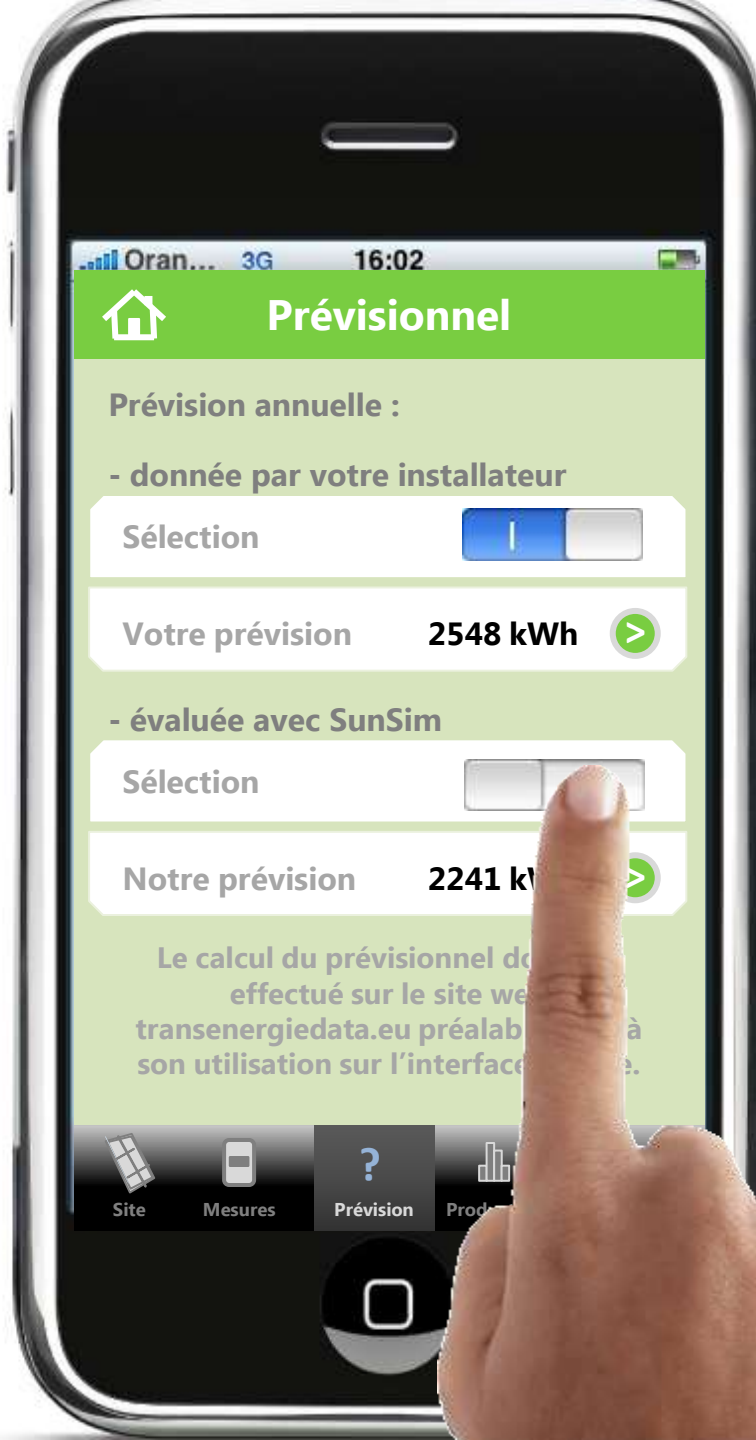 Oran... 3G 16:02
Prévisionnel
Prévision annuelle :
- donnée par votre installateur
Sélection
Votre prévision 2548 kWh >
- évaluée avec SunSim
Sélection
Notre prévision 2241 >
Le calcul du prévisionnel
effectué sur le site
transenergiedata.eu à
son utilisation sur
? 
Site Mesures Prévision